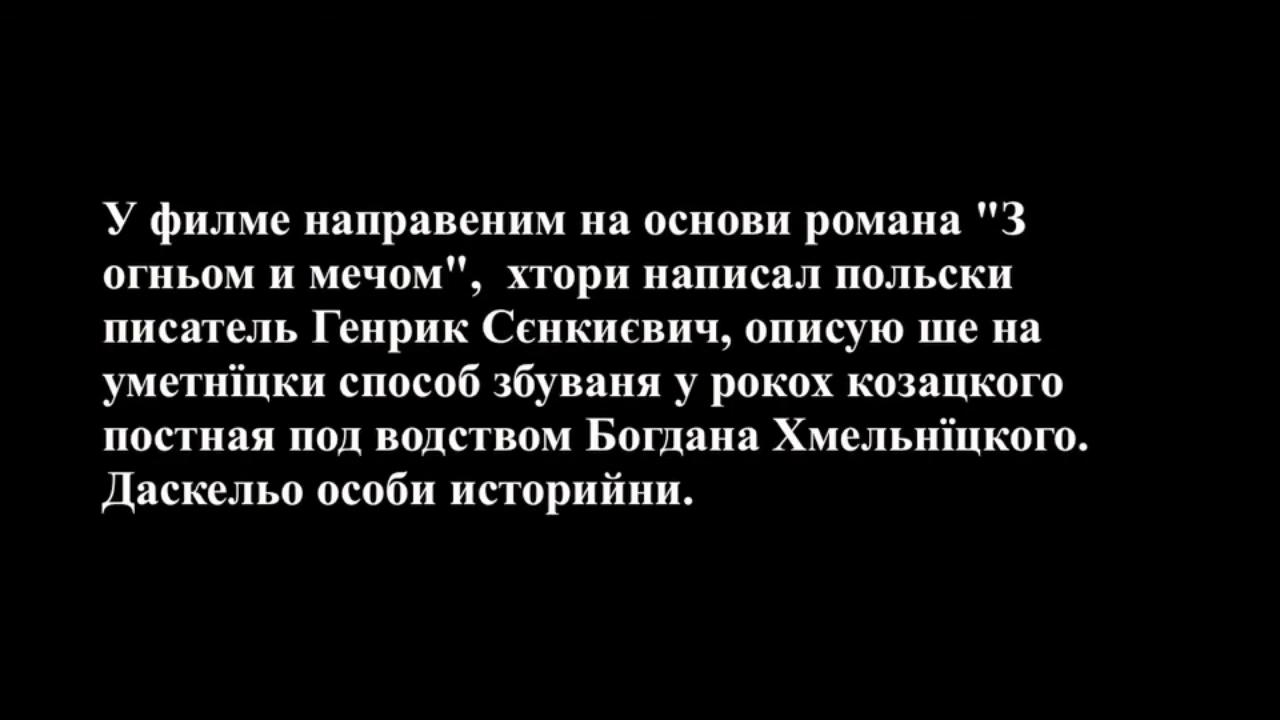 У филме направеним на основи романа "З
огньом и мечом",  хтори написал польски
писатель Генрик Сєнкиєвич, описую ше на
уметнїцки способ збуваня у рокох козацкого
постная под водством Богдана Хмельнїцкого.
Даскельо особи историйни.